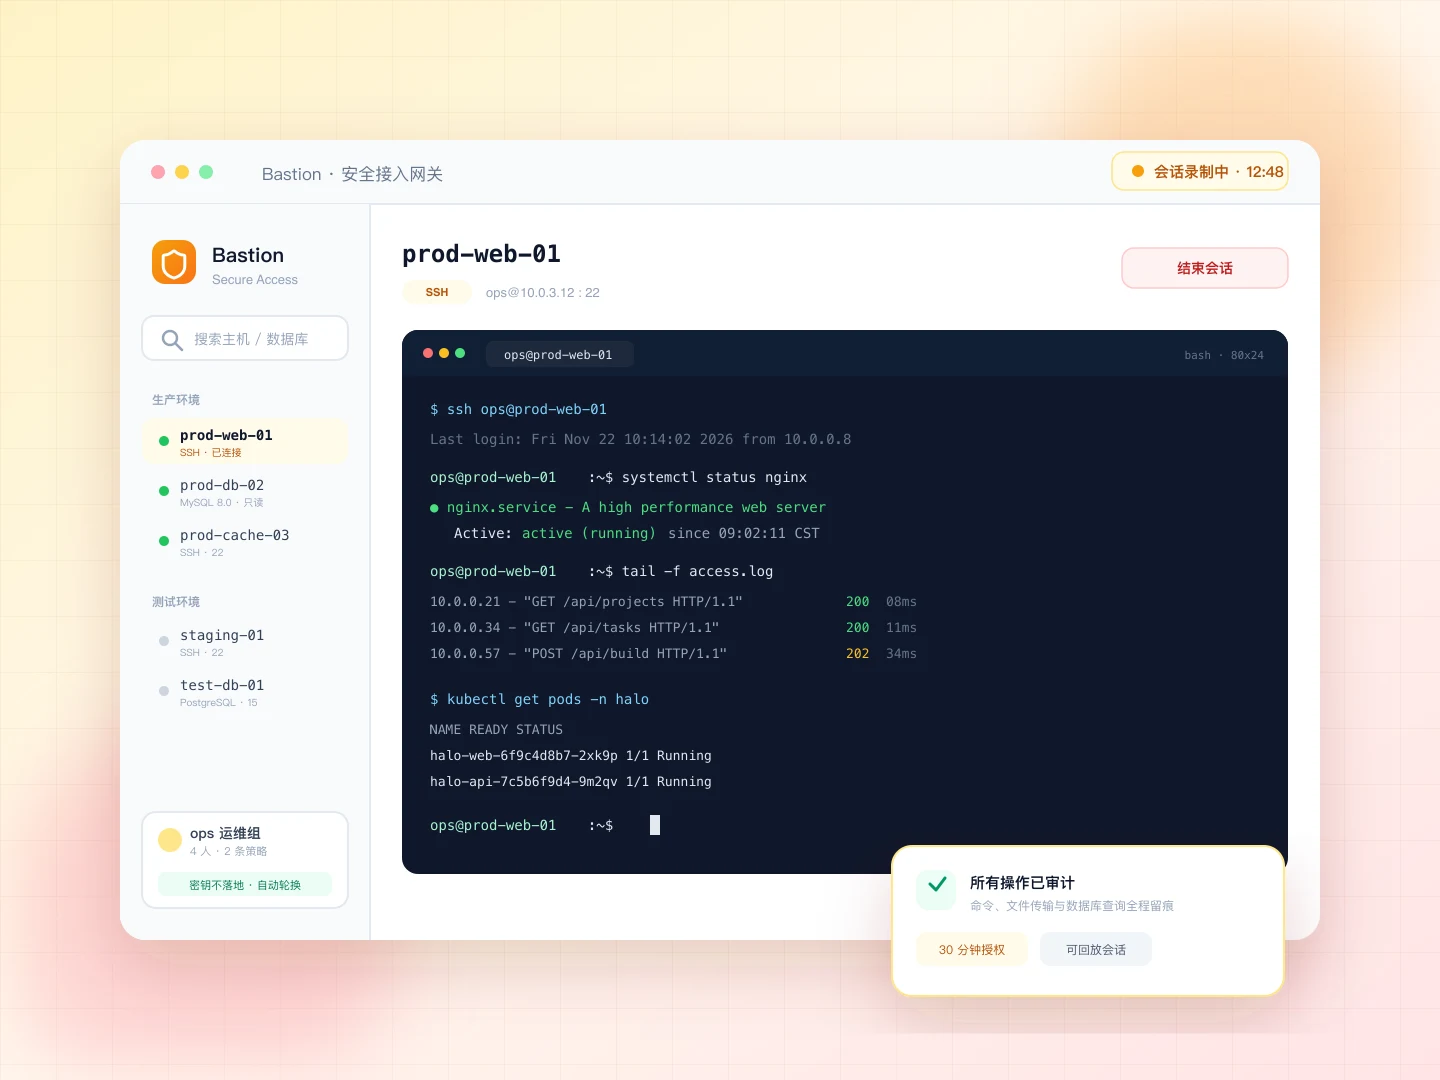 Bastion · 安全接入网关
会话录制中 · 12:48
Bastion
Secure Access
搜索主机 / 数据库
生产环境
prod-web-01
SSH · 已连接
prod-db-02
MySQL 8.0 · 只读
prod-cache-03
SSH · 22
测试环境
staging-01
SSH · 22
test-db-01
PostgreSQL · 15
ops 运维组
4 人 · 2 条策略
密钥不落地 · 自动轮换
prod-web-01
SSH ops@10.0.3.12 : 22
结束会话
ops@prod-web-01
bash · 80x24
$ ssh ops@prod-web-01
Last login: Fri Nov 22 10:14:02 2026 from 10.0.0.8
ops@prod-web-01 :~$ systemctl status nginx
● nginx.service – A high performance web server
Active: active (running) since 09:02:11 CST
ops@prod-web-01 :~$ tail -f access.log
10.0.0.21 – "GET /api/projects HTTP/1.1" 200 08ms
10.0.0.34 – "GET /api/tasks HTTP/1.1" 200 11ms
10.0.0.57 – "POST /api/build HTTP/1.1" 202 34ms
$ kubectl get pods -n halo
NAME READY STATUS
halo-web-6f9c4d8b7-2xk9p 1/1 Running
halo-api-7c5b6f9d4-9m2qv 1/1 Running
ops@prod-web-01 :~$
所有操作已审计
命令、文件传输与数据库查询全程留痕
30 分钟授权
可回放会话